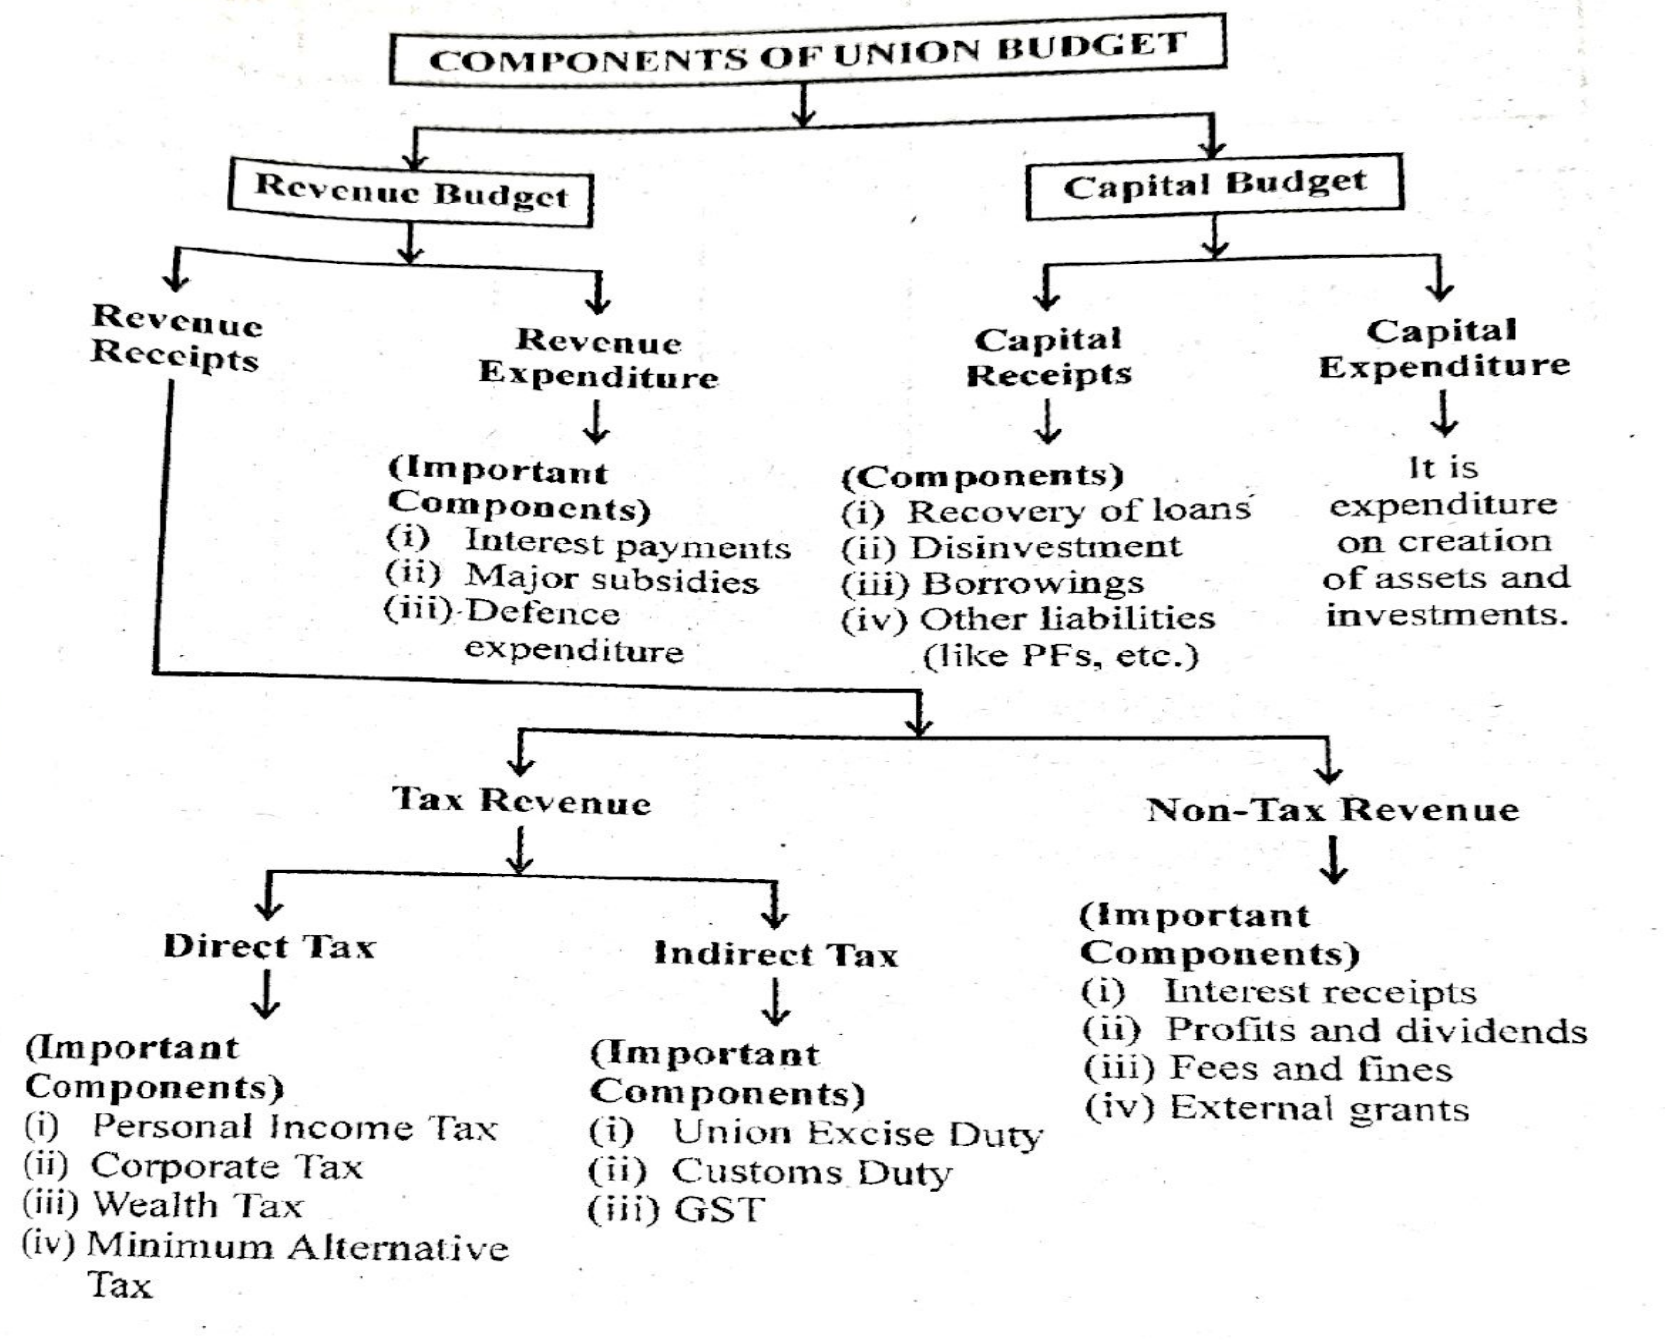 COMPONENTS OF UNION BUDGET
Revenue Budget
Capital Budget
Revenue
Receipts
Revenue
Expenditure
Capital
Receipts
Capital
Expenditure
(Important
Components)
(i) Interest payments
(ii) Major subsidies
(iii) Defence
expenditure
(Components)
(i) Recovery of loans
(ii) Disinvestment
(iii) Borrowings
(iv) Other liabilities
(like PFs, etc.)
It is
expenditure
on creation
of assets and
investments.
Tax Revenue
Non-Tax Revenue
Direct Tax
Indirect Tax
(Important
Components)
(i) Personal Income Tax
(ii) Corporate Tax
(iii) Wealth Tax
(iv) Minimum Alternative
Tax
(Important
Components)
(i) Union Excise Duty
(ii) Customs Duty
(iii) GST
(Important
Components)
(i) Interest receipts
(ii) Profits and dividends
(iii) Fees and fines
(iv) External grants